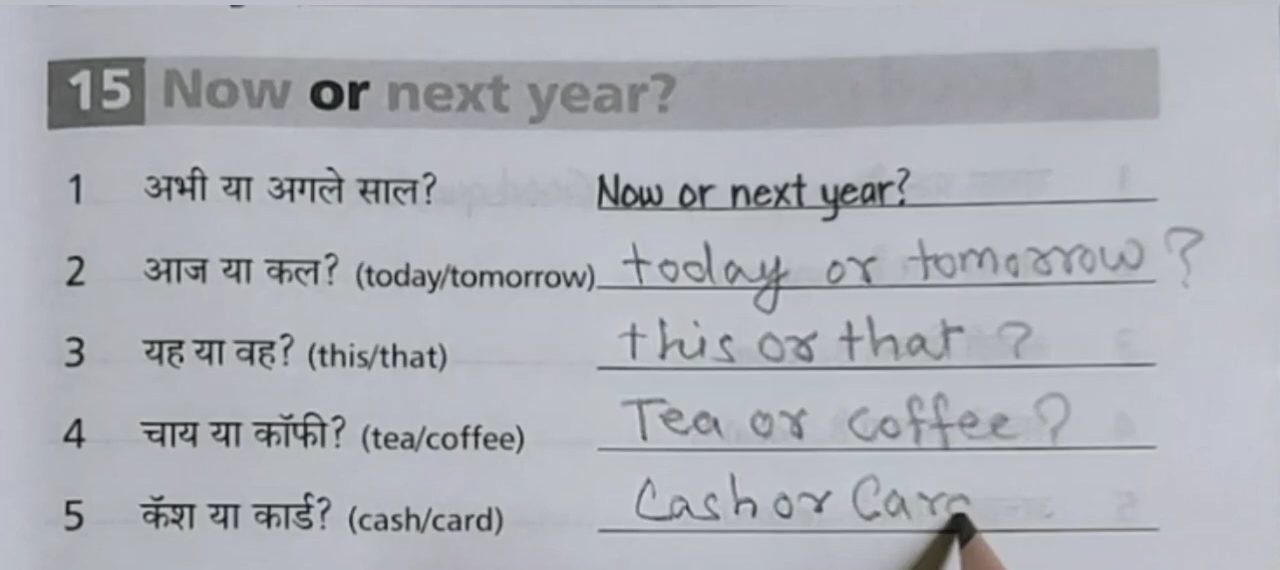 15 Now or next year?
1 अभी या अगले साल? Now or next year?
2 आज या कल? (today/tomorrow) today or tomorrow?
3 यह या वह? (this/that) this or that?
4 चाय या कॉफी? (tea/coffee) Tea or coffee?
5 कॅश या कार्ड? (cash/card) Cash or